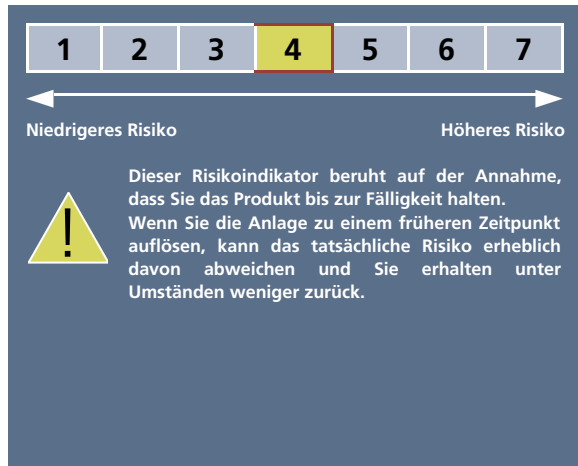 1 2 3 4 5 6 7
Niedrigeres Risiko Höheres Risiko
!
Dieser Risikoindikator beruht auf der Annahme,
dass Sie das Produkt bis zur Fälligkeit halten.
Wenn Sie die Anlage zu einem früheren Zeitpunkt
auflösen, kann das tatsächliche Risiko erheblich
davon abweichen und Sie erhalten unter
Umständen weniger zurück.